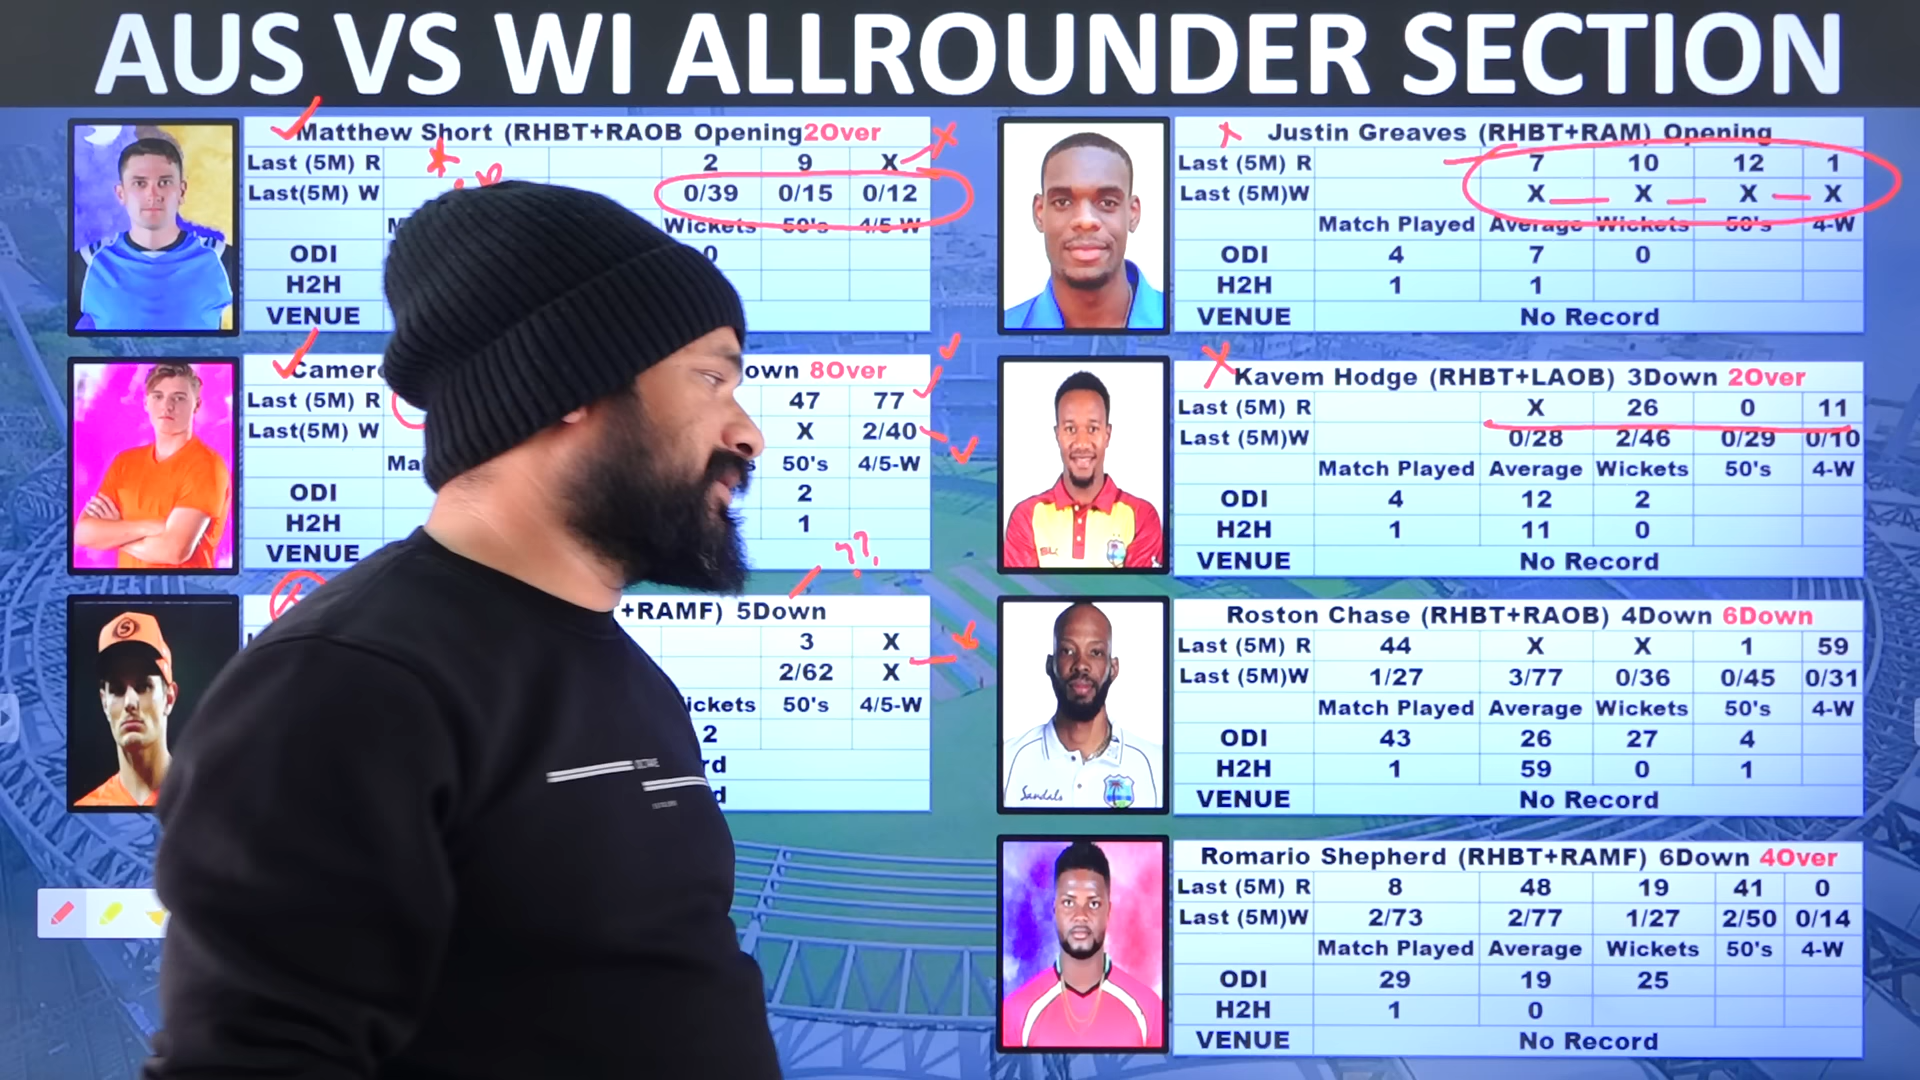 AUS VS WI ALLROUNDER SECTION
Matthew Short (RHBT+RAOB Opening2Over
Last (5M) R 2 9 X
Last(5M) W 0/39 0/15 0/12
Wickets 50's 4/5-W
ODI 0
H2H
VENUE
8Over
Last (5M) R 47 77
Last(5M) W X 2/40
50's 4/5-W
ODI 2
H2H 1
VENUE
??
+RAMF) 5Down
3 X
2/62 X
50's 4/5-W
2
Justin Greaves (RHBT+RAM) Opening
Last (5M) R 7 10 12 1
Last (5M)W X X X X
Match Played Average Wickets 50's 4-W
ODI 4 7 0
H2H 1 1
VENUE No Record
Kavem Hodge (RHBT+LAOB) 3Down 2Over
Last (5M) R X 26 0 11
Last (5M)W 0/28 2/46 0/29 0/10
Match Played Average Wickets 50's 4-W
ODI 4 12 2
H2H 1 11 0
VENUE No Record
Roston Chase (RHBT+RAOB) 4Down 6Down
Last (5M) R 44 X X 1 59
Last (5M)W 1/27 3/77 0/36 0/45 0/31
Match Played Average Wickets 50's 4-W
ODI 43 26 27 4
H2H 1 59 0 1
VENUE No Record
Sandals
Romario Shepherd (RHBT+RAMF) 6Down 4Over
Last (5M) R 8 48 19 41 0
Last (5M)W 2/73 2/77 1/27 2/50 0/14
Match Played Average Wickets 50's 4-W
ODI 29 19 25
H2H 1 0
VENUE No Record